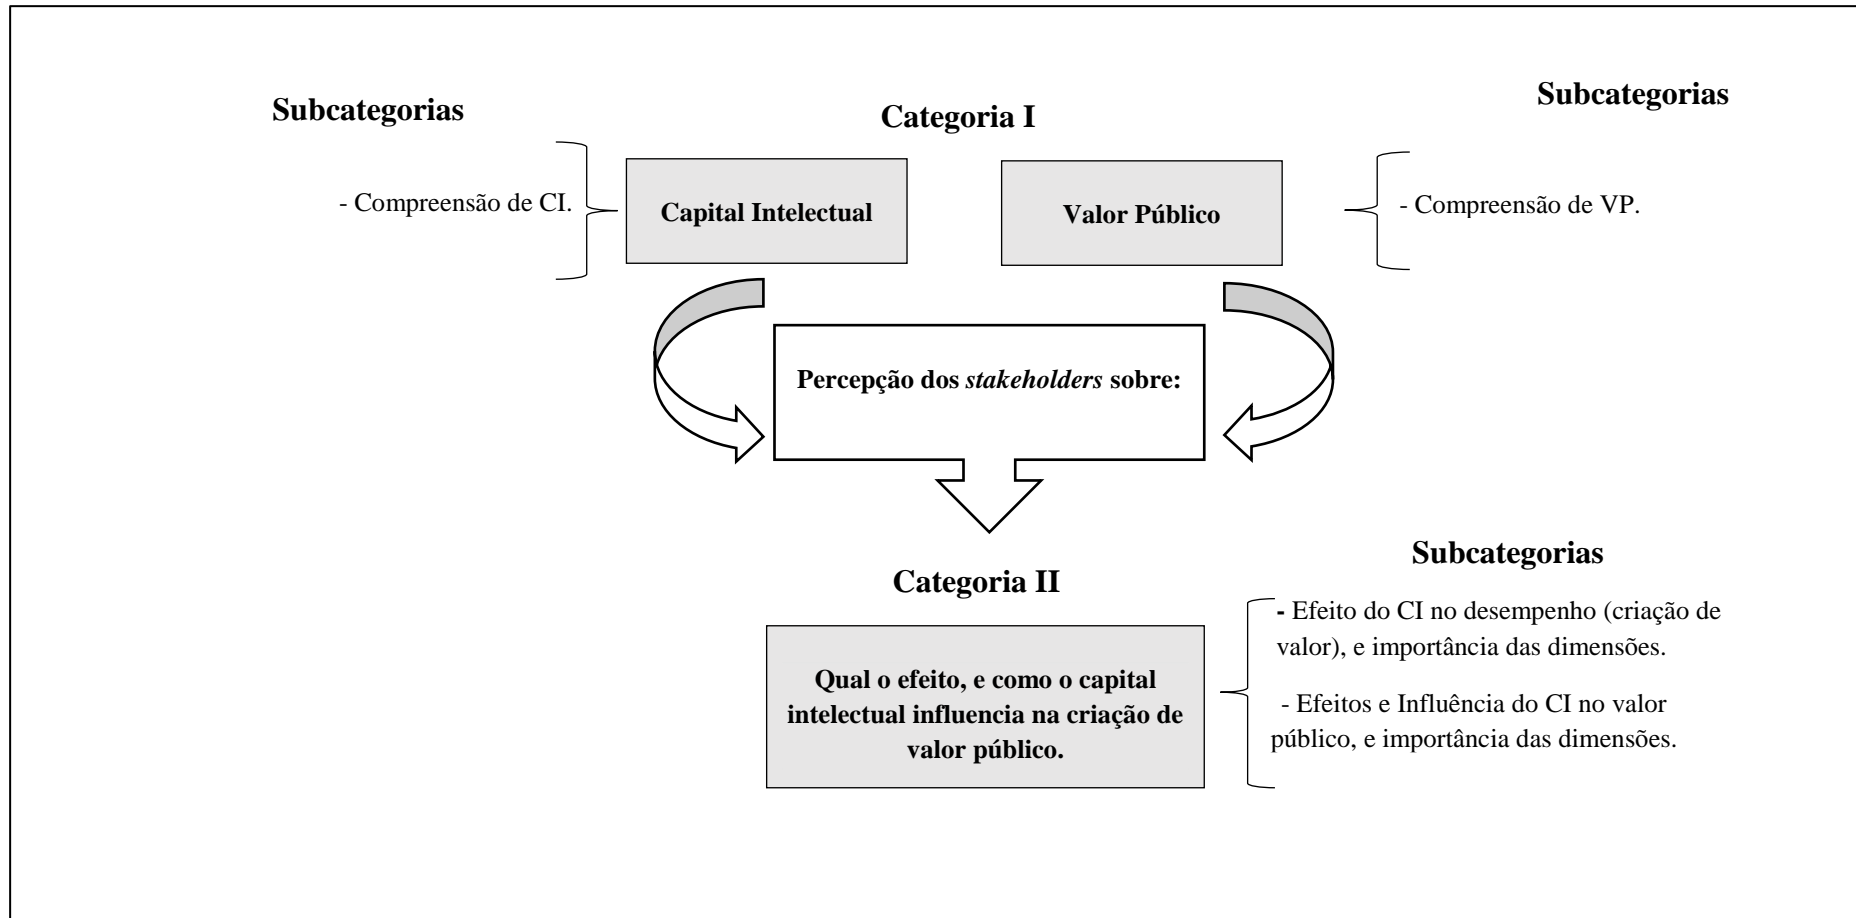 Subcategorias
Categoria I
Subcategorias
- Compreensão de CI.
Capital Intelectual
Valor Público
- Compreensão de VP.
Percepção dos stakeholders sobre:
Categoria II
Qual o efeito, e como o capital
intelectual influencia na criação de
valor público.
Subcategorias
- Efeito do CI no desempenho (criação de
valor), e importância das dimensões.
- Efeitos e Influência do CI no valor
público, e importância das dimensões.